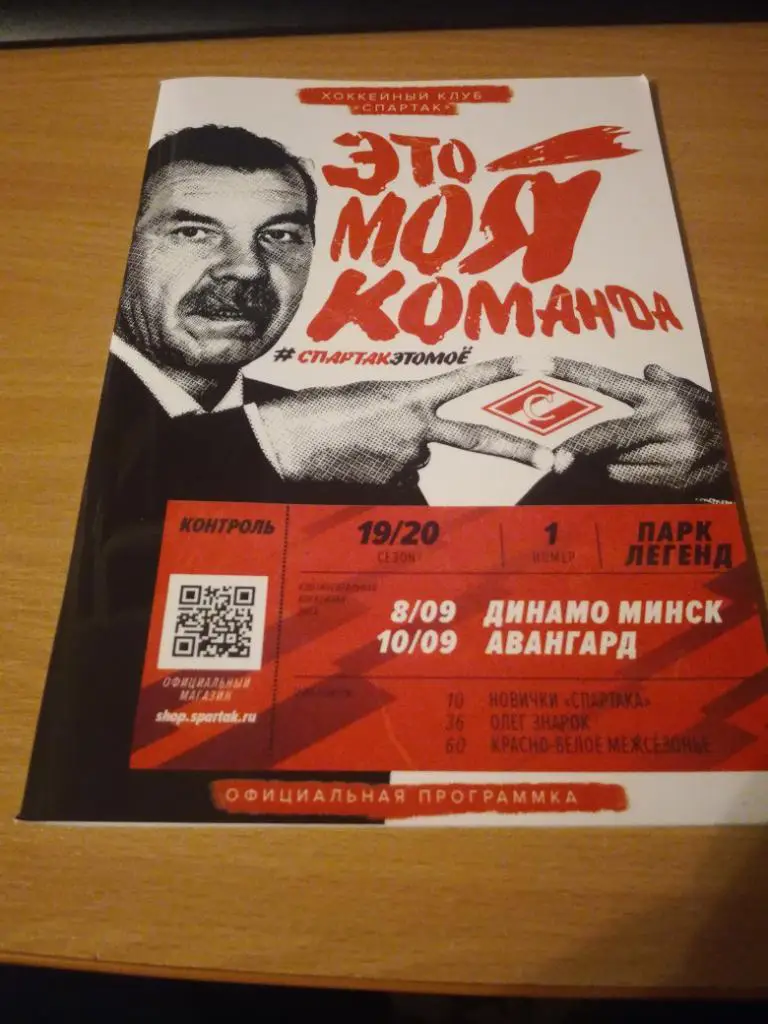 ХОККЕЙНЫЙ КЛУБ
«СПАРТАК»
ЭТО
МОЯ
КОМАНДА
#СПАРТАКЭТОМОЁ
С
КОНТРОЛЬ
19/20
СЕЗОН
1
НОМЕР
ПАРК
ЛЕГЕНД
8/09 ДИНАМО МИНСК
10/09 АВАНГАРД
ОФИЦИАЛЬНЫЙ
МАГАЗИН
shop.spartak.ru
10 НОВИЧКИ «СПАРТАКА»
36 ОЛЕГ ЗНАРОК
60 КРАСНО-БЕЛОЕ МЕЖСЕЗОНЬЕ
ОФИЦИАЛЬНАЯ ПРОГРАММКА